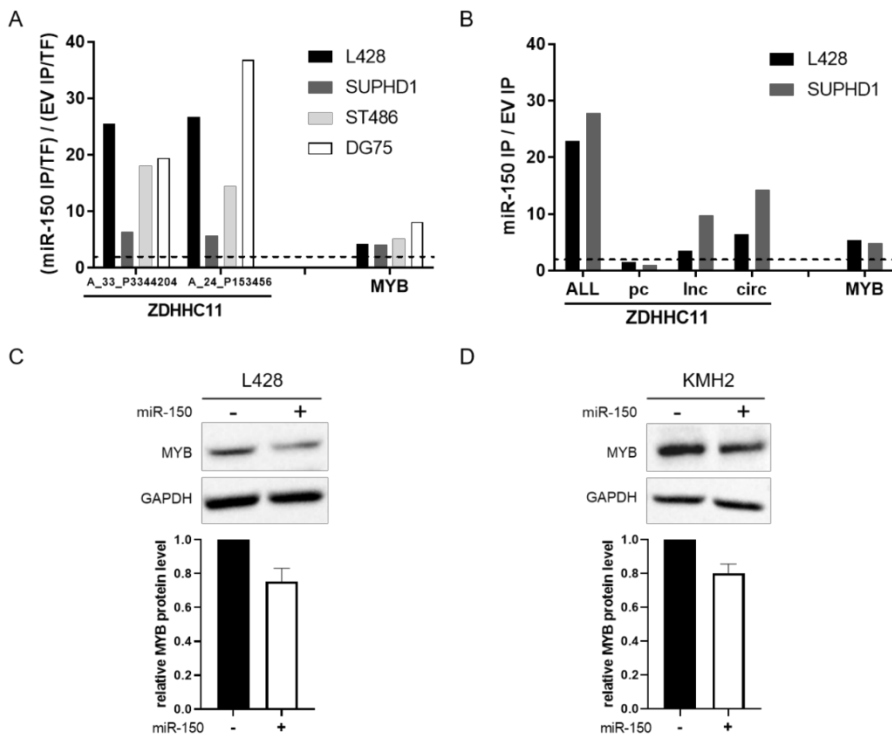 A
(miR-150 IP/TF) / (EV IP/TF)
40
30
20
10
0
L428
SUPHD1
ST486
DG75
A_33_P3344204
A_24_P153456
MYB
ZDHHC11
B
miR-150 IP / EV IP
40
30
20
10
0
L428
SUPHD1
ALL
pc
lnc
circ
MYB
ZDHHC11
C
L428
miR-150
-
+
MYB
GAPDH
relative MYB protein level
1.0
0.8
0.6
0.4
0.2
0.0
miR-150
-
+
D
KMH2
miR-150
-
+
MYB
GAPDH
relative MYB protein level
1.0
0.8
0.6
0.4
0.2
0.0
miR-150
-
+